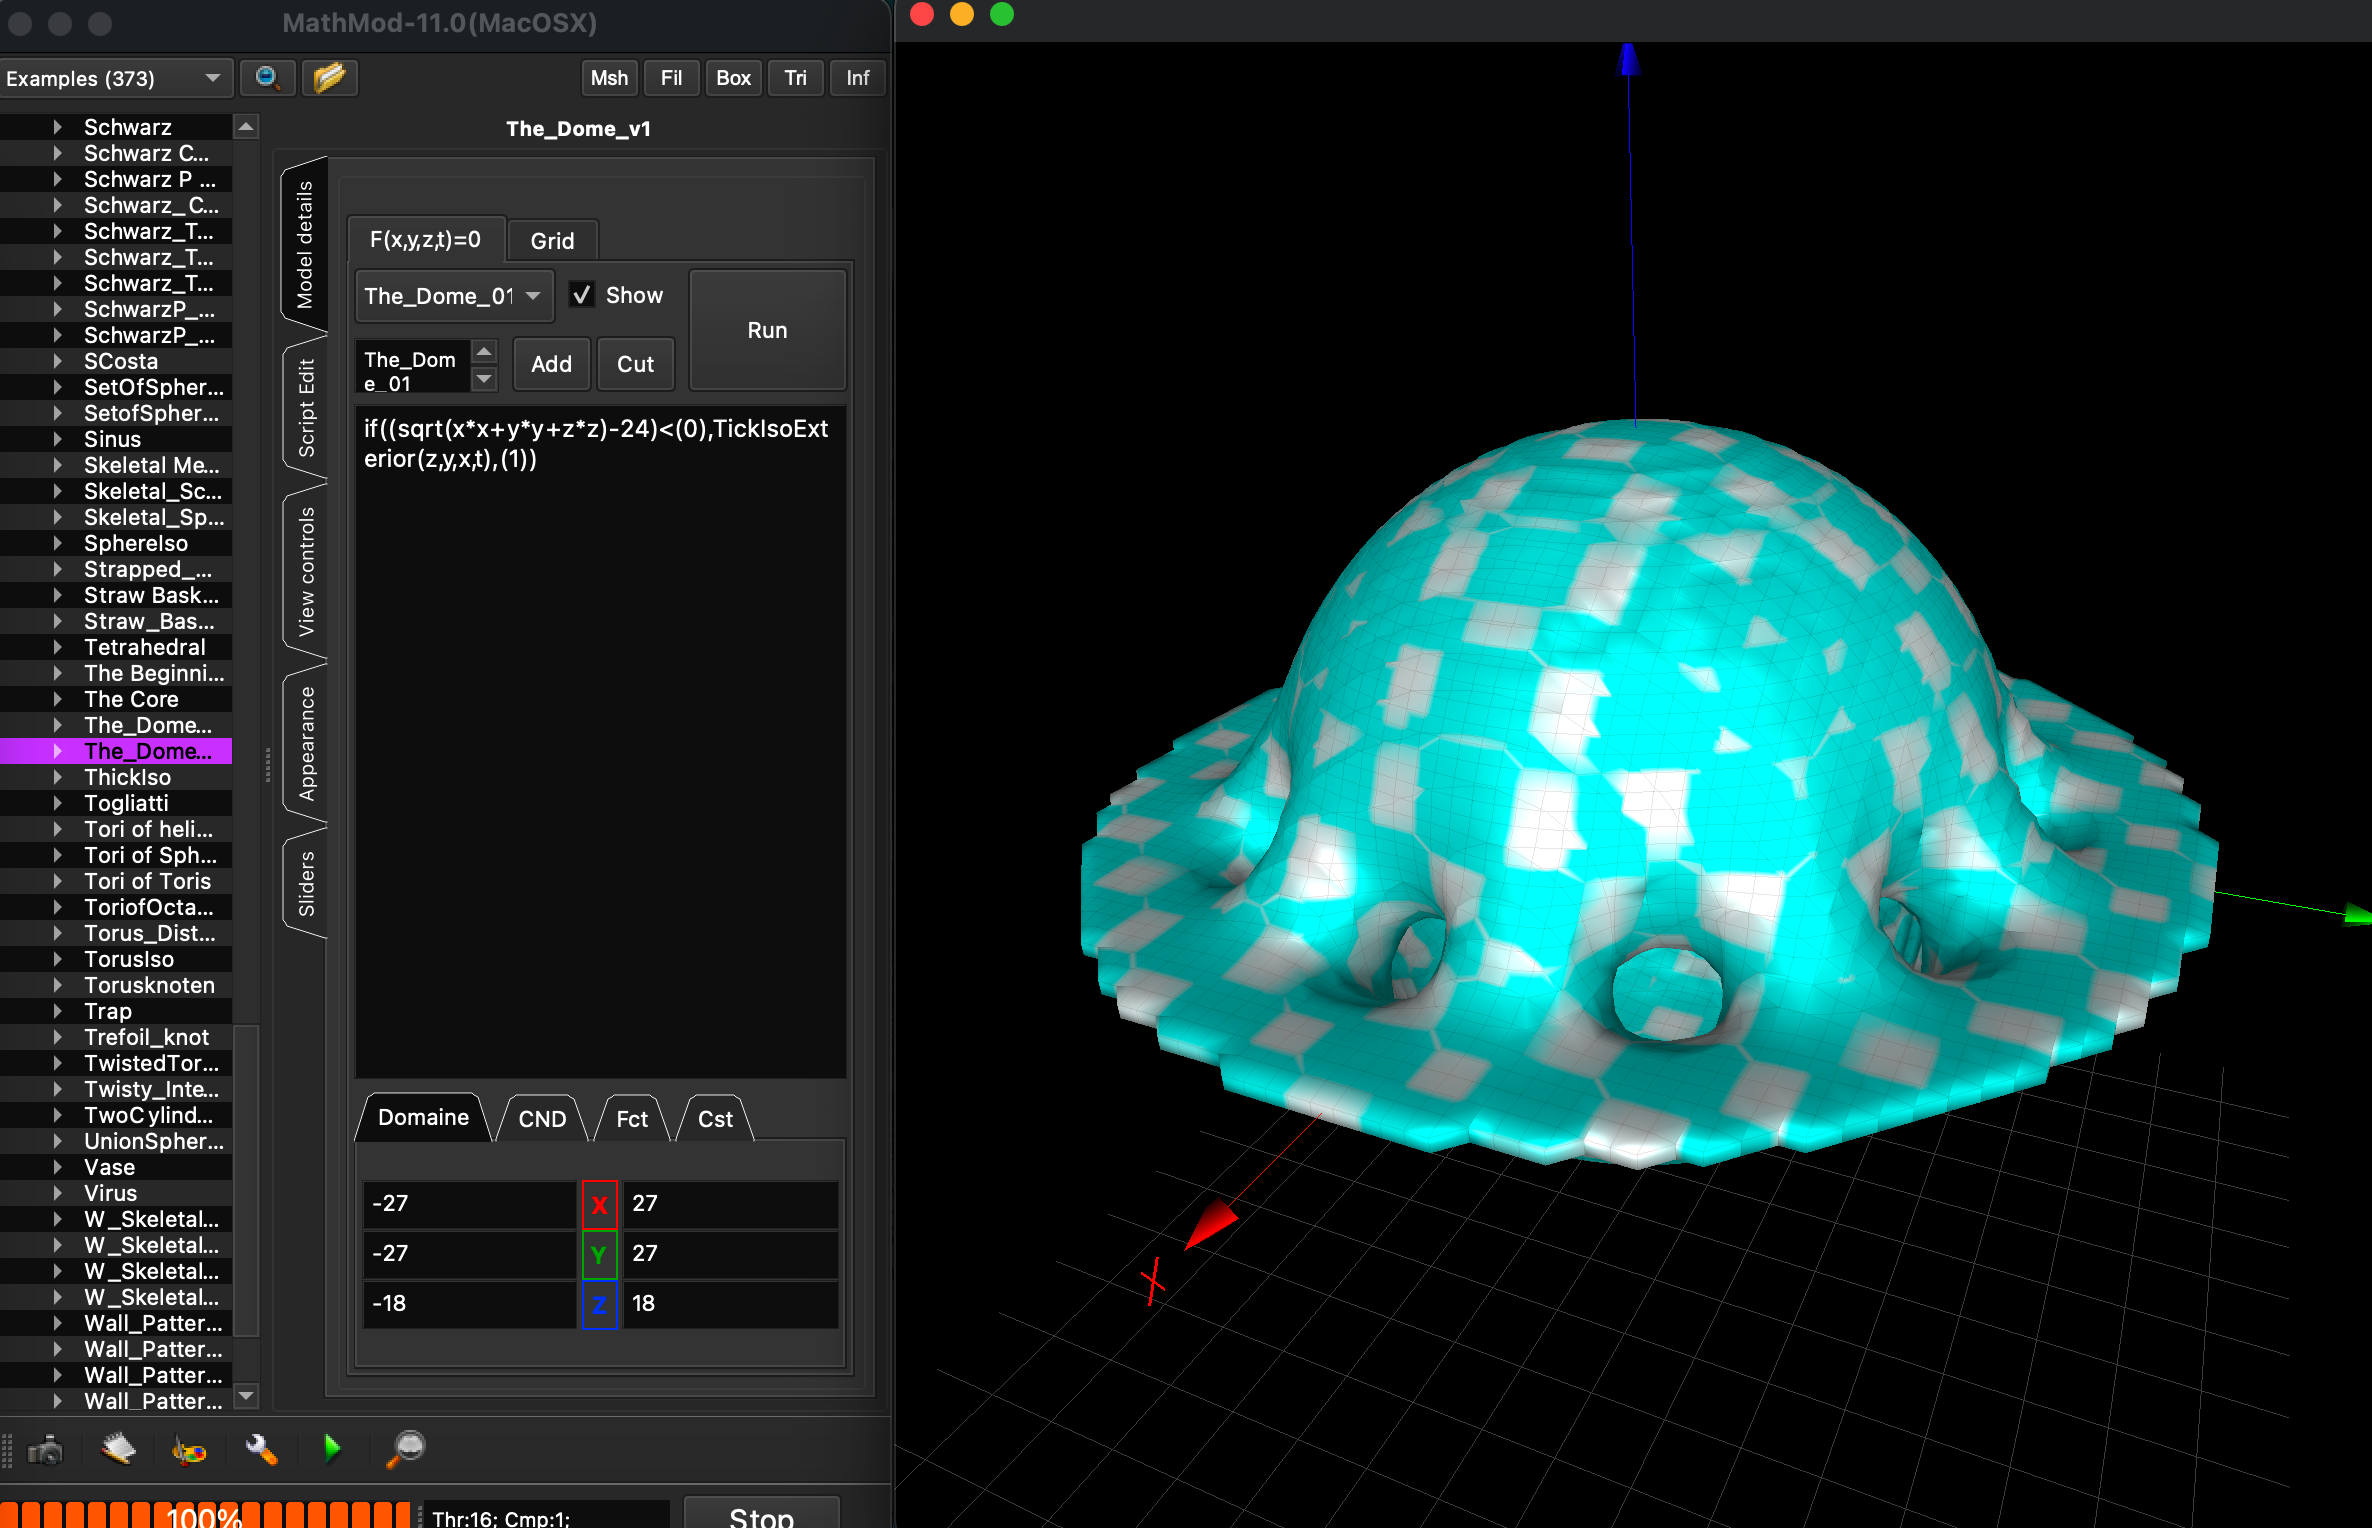 MathMod-11.0(MacOSX)
Examples (373)
Msh
Fil
Box
Tri
Inf
Schwarz
Schwarz C...
Schwarz P ...
Schwarz_C...
Schwarz_T...
Schwarz_T...
Schwarz_T...
SchwarzP_...
SchwarzP_...
SCosta
SetOfSpher...
SetofSpher...
Sinus
Skeletal Me...
Skeletal_Sc...
Skeletal_Sp...
SphereIso
Strapped_...
Straw Bask...
Straw_Bas...
Tetrahedral
The Beginni...
The Core
The_Dome...
The_Dome...
ThickIso
Togliatti
Tori of heli...
Tori of Sph...
Tori of Toris
ToriofOcta...
Torus_Dist...
TorusIso
Torusknoten
Trap
Trefoil_knot
TwistedTor...
Twisty_Inte...
TwoCylind...
UnionSpher...
Vase
Virus
W_Skeletal...
W_Skeletal...
W_Skeletal...
W_Skeletal...
Wall_Patter...
Wall_Patter...
Wall_Patter...
Wall_Patter...
The_Dome_v1
Model details
Script Edit
View controls
Appearance
Sliders
F(x,y,z,t)=0
Grid
The_Dome_01
Show
Run
The_Dom
e_01
Add
Cut
if((sqrt(x*x+y*y+z*z)-24)<(0),TickIsoExt
erior(z,y,x,t),(1))
Domaine
CND
Fct
Cst
-27
X
27
-27
Y
27
-18
Z
18
100%
Thr:16; Cmp:1;
Stop
X